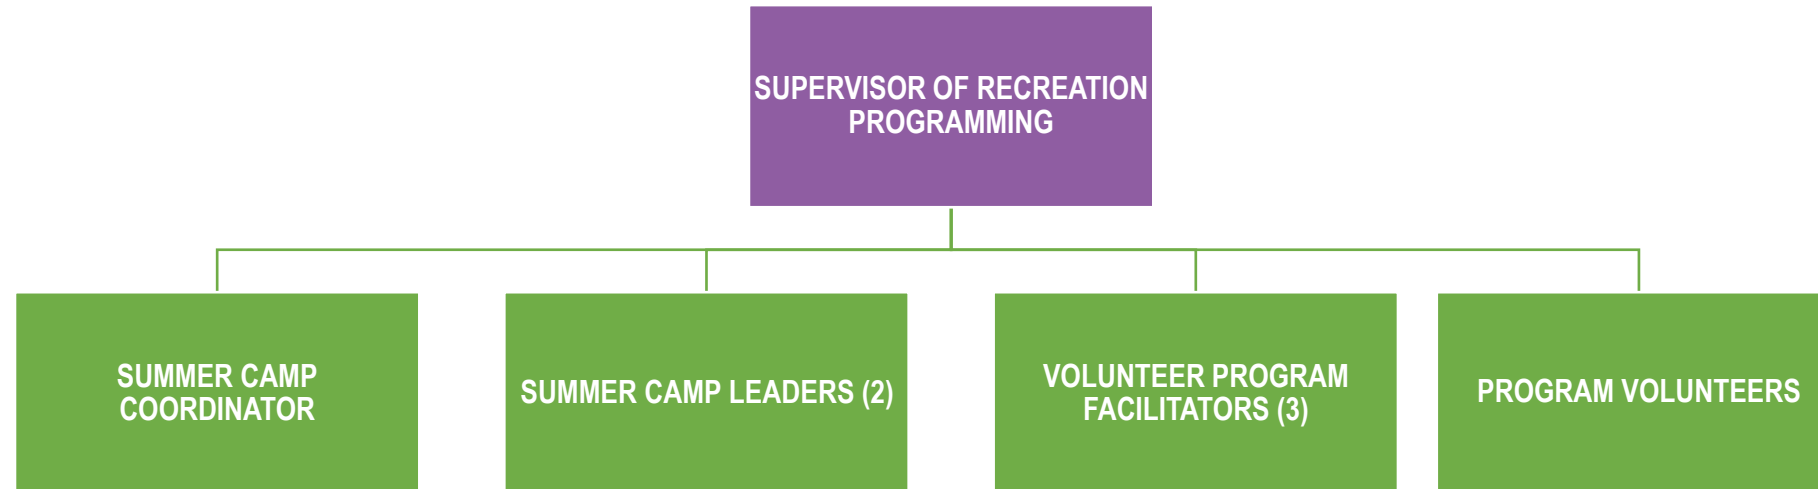 SUPERVISOR OF RECREATION
PROGRAMMING
SUMMER CAMP
COORDINATOR
SUMMER CAMP LEADERS (2)
VOLUNTEER PROGRAM
FACILITATORS (3)
PROGRAM VOLUNTEERS